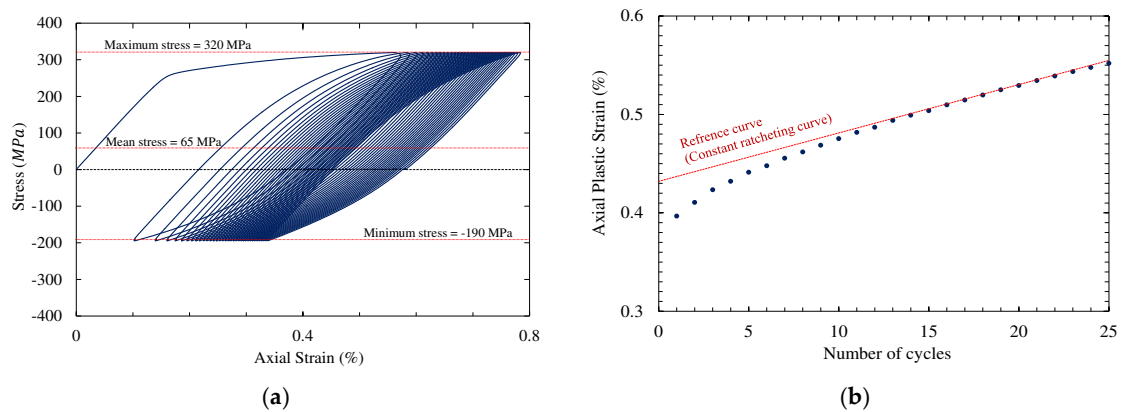 400
300
200
100
0
-100
-200
-300
-400
Stress (MPa)
Maximum stress = 320 MPa
Mean stress = 65 MPa
Minimum stress = -190 MPa
0 0.4 0.8
Axial Strain (%)
(a)
0.6
0.5
0.4
0.3
Axial Plastic Strain (%)
Refrence curve
(Constant ratcheting curve)
0 5 10 15 20 25
Number of cycles
(b)